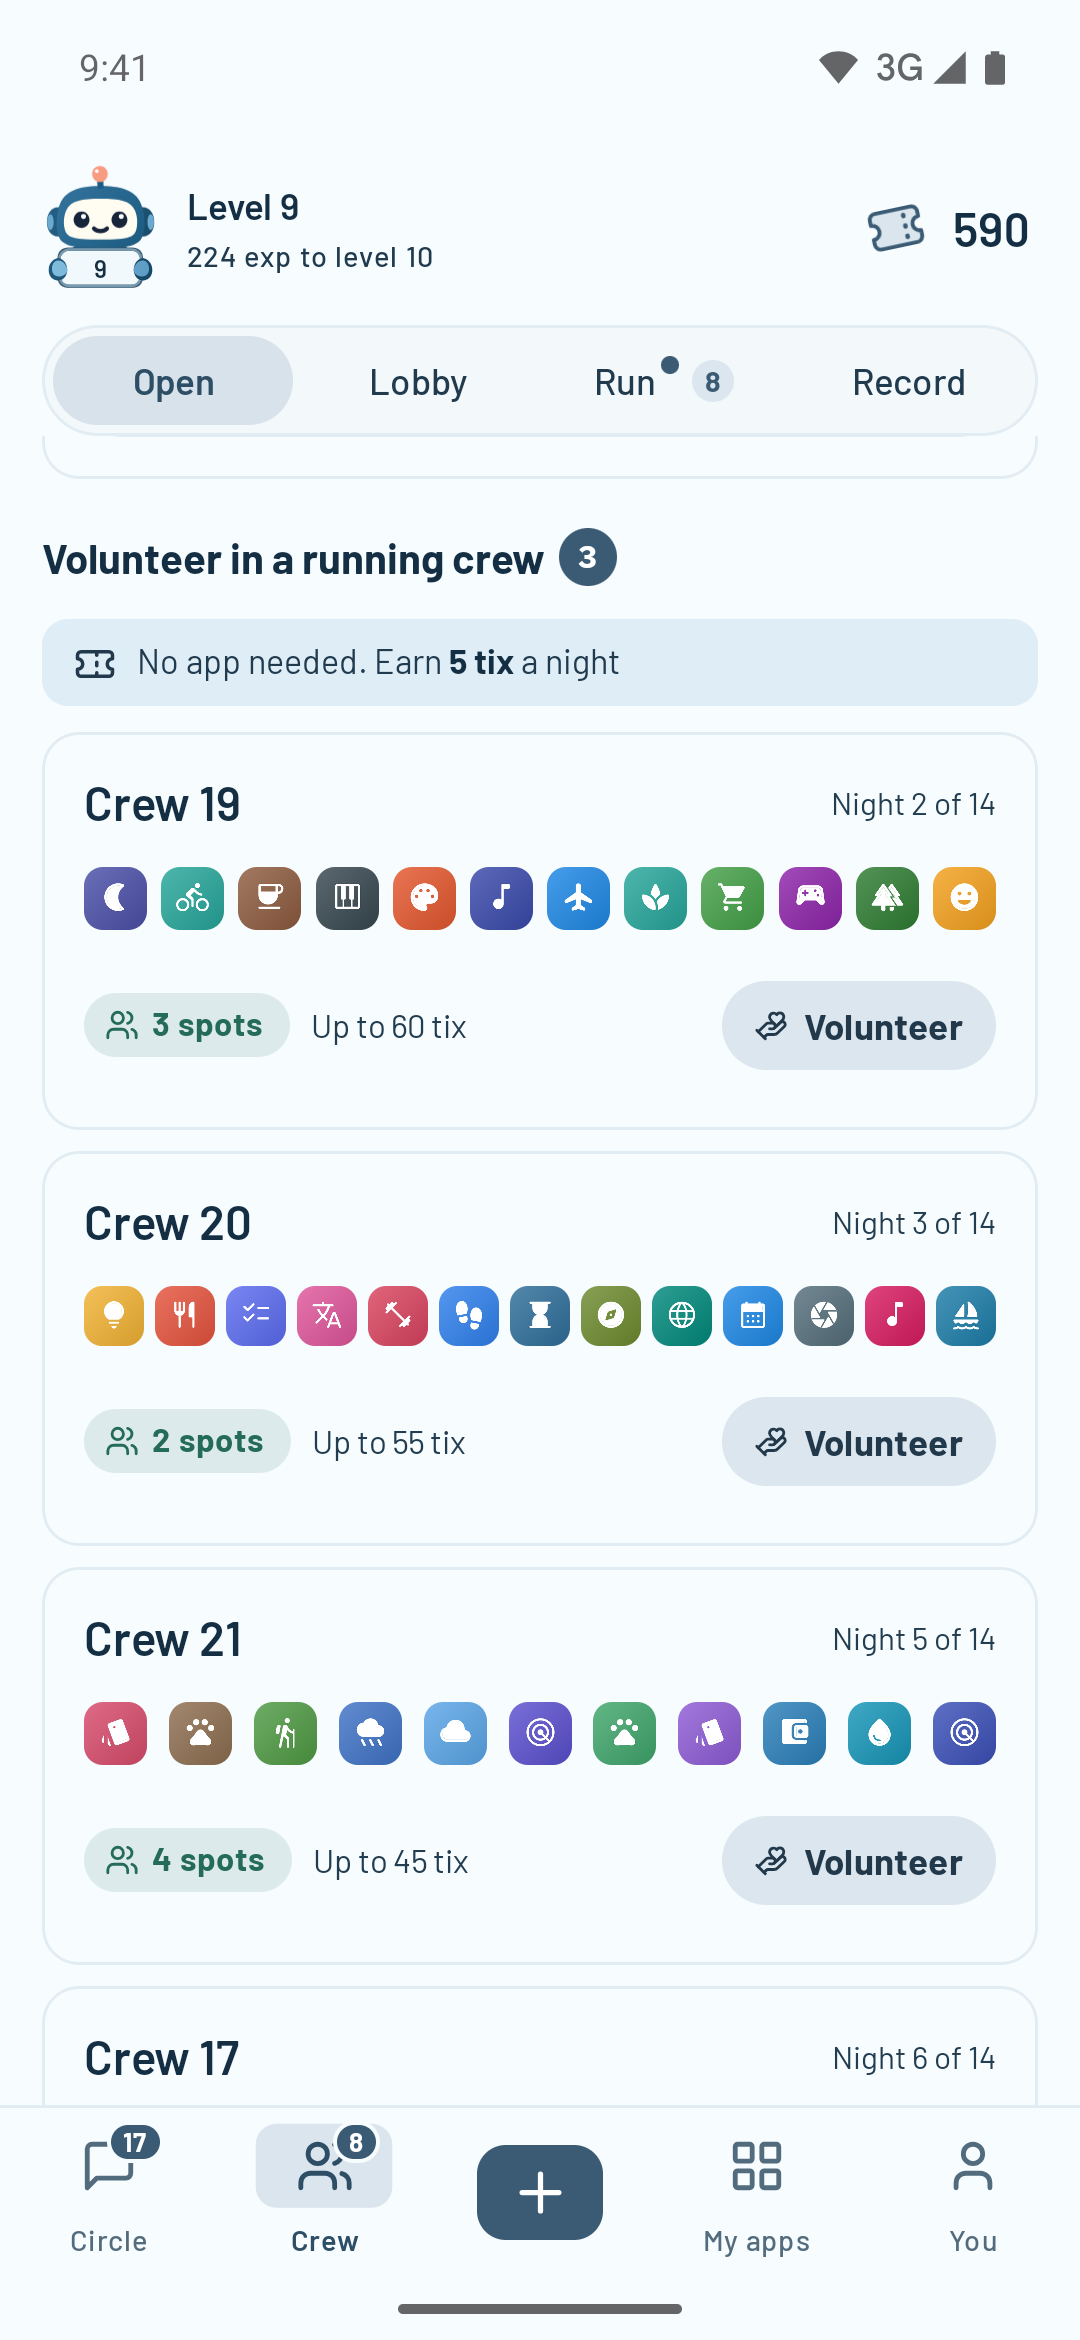 9:41
3G
Level 9
224 exp to level 10
9
590
Open
Lobby
Run
8
Record
Volunteer in a running crew 3
No app needed. Earn 5 tix a night
Crew 19
Night 2 of 14
3 spots
Up to 60 tix
Volunteer
Crew 20
Night 3 of 14
2 spots
Up to 55 tix
Volunteer
Crew 21
Night 5 of 14
4 spots
Up to 45 tix
Volunteer
Crew 17
Night 6 of 14
17
8
Circle
Crew
My apps
You